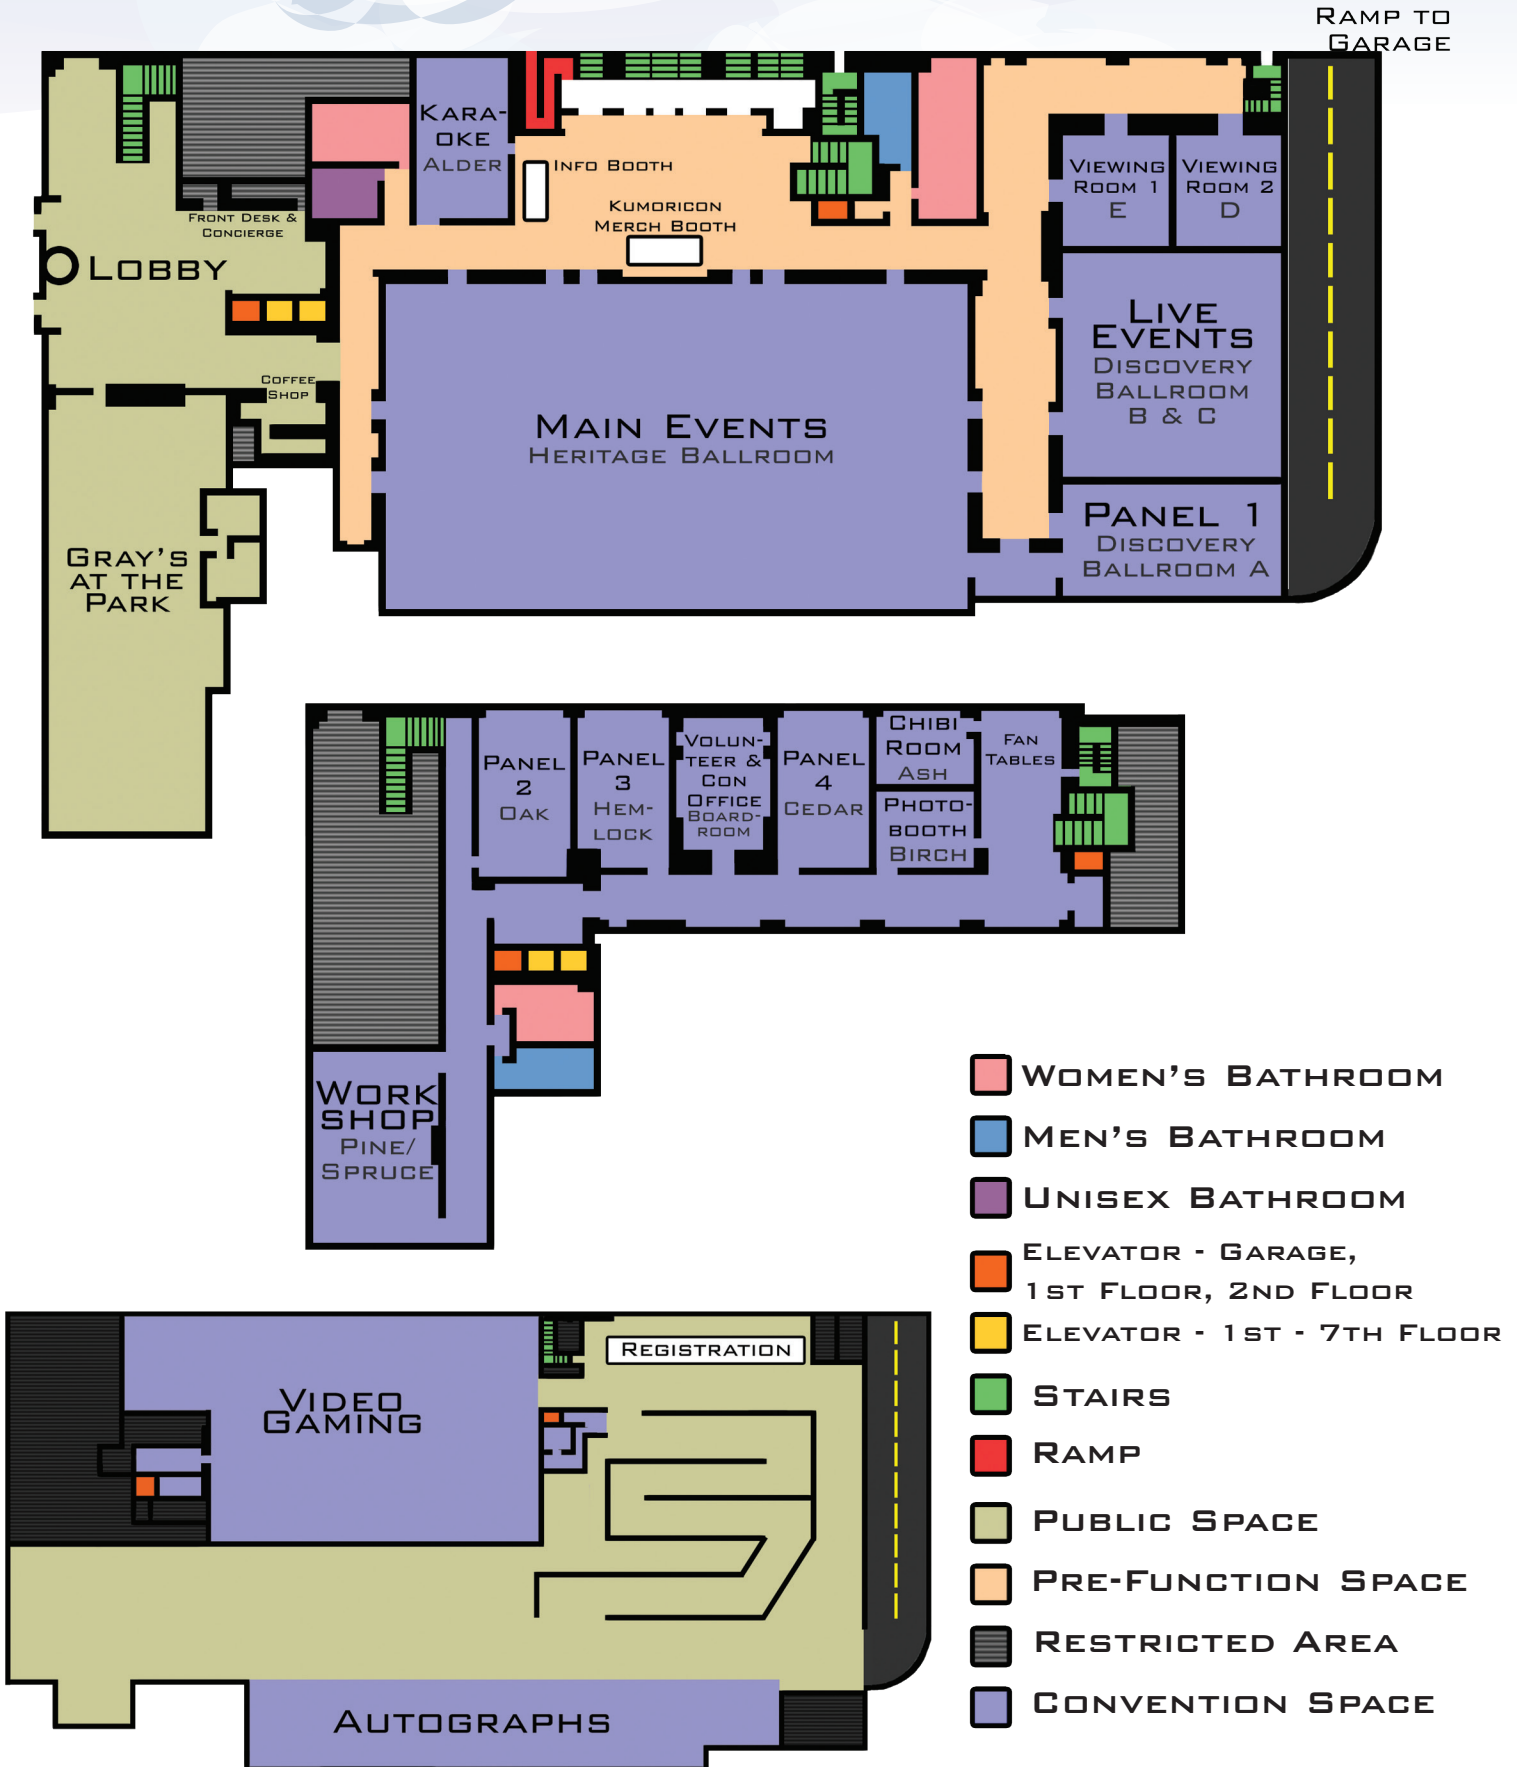 Ramp to
Garage
Kara-
oke
Alder
Info Booth
Kumoricon
Merch Booth
Viewing
Room 1
E
Viewing
Room 2
D
Front Desk &
Concierge
Lobby
Live
Events
Discovery
Ballroom
B & C
Coffee
Shop
Main Events
Heritage Ballroom
Panel 1
Discovery
Ballroom A
Gray's
at the
Park
Panel
2
Oak
Panel
3
Hem-
lock
Volun-
teer &
Con
Office
Board-
room
Panel
4
Cedar
Chibi
Room
Ash
Photo-
booth
Birch
Fan
Tables
Work
shop
Pine/
Spruce
Women's Bathroom
Men's Bathroom
Unisex Bathroom
Elevator - Garage,
1st Floor, 2nd Floor
Elevator - 1st - 7th Floor
Stairs
Ramp
Public Space
Pre-Function Space
Restricted Area
Convention Space
Registration
Video
Gaming
Autographs